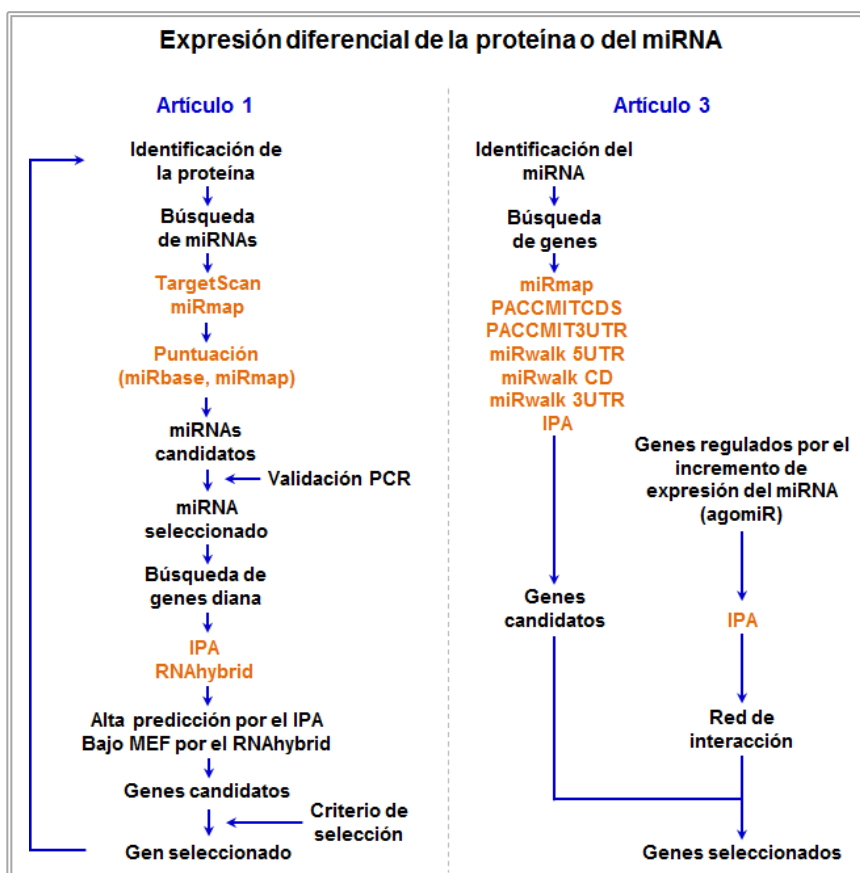 Expresión diferencial de la proteína o del miRNA
Artículo 1
Identificación de
la proteína
Búsqueda
de miRNAs
TargetScan
miRmap
Puntuación
(miRbase, miRmap)
miRNAs
candidatos
Validación PCR
miRNA
seleccionado
Búsqueda de
genes diana
IPA
RNAhybrid
Alta predicción por el IPA
Bajo MEF por el RNAhybrid
Genes candidatos
Criterio de
selección
Gen seleccionado
Artículo 3
Identificación del
miRNA
Búsqueda
de genes
miRmap
PACCMITCDS
PACCMIT3UTR
miRwalk 5UTR
miRwalk CD
miRwalk 3UTR
IPA
Genes
candidatos
Genes regulados por el
incremento de
expresión del miRNA
(agomiR)
IPA
Red de
interacción
Genes seleccionados